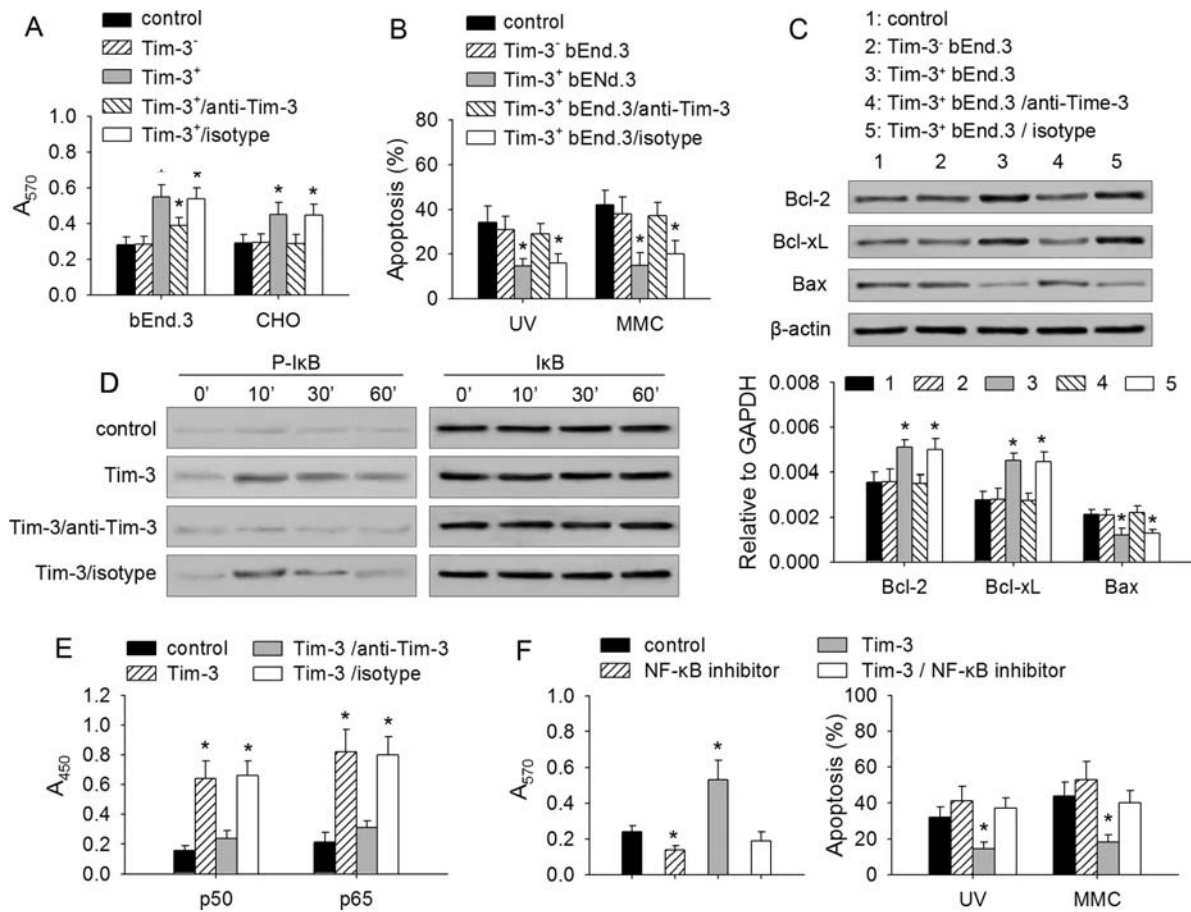 A
control
Tim-3⁻
Tim-3⁺
Tim-3⁺/anti-Tim-3
Tim-3⁺/isotype
1.0
0.8
0.6
0.4
0.2
0.0
A₅₇₀
* * * *
bEnd.3 CHO
B
control
Tim-3⁻ bEnd.3
Tim-3⁺ bENd.3
Tim-3⁺ bEnd.3/anti-Tim-3
Tim-3⁺ bEnd.3/isotype
80
60
40
20
0
Apoptosis (%)
* * * *
UV MMC
C
1: control
2: Tim-3⁻ bEnd.3
3: Tim-3⁺ bEnd.3
4: Tim-3⁺ bEnd.3 /anti-Time-3
5: Tim-3⁺ bEnd.3 / isotype
1 2 3 4 5
Bcl-2
Bcl-xL
Bax
β-actin
1 2 3 4 5
0.008
0.006
0.004
0.002
0.000
Relative to GAPDH
* * * * * *
Bcl-2 Bcl-xL Bax
D
P-IκB IκB
0’ 10’ 30’ 60’ 0’ 10’ 30’ 60’
control
Tim-3
Tim-3/anti-Tim-3
Tim-3/isotype
E
control Tim-3 /anti-Tim-3
Tim-3 Tim-3 /isotype
1.2
1.0
0.8
0.6
0.4
0.2
0.0
A₄₅₀
* * * *
p50 p65
F
control Tim-3
NF-κB inhibitor Tim-3 / NF-κB inhibitor
1.0
0.8
0.6
0.4
0.2
0.0
A₅₇₀
* *
100
80
60
40
20
0
Apoptosis (%)
* *
UV MMC